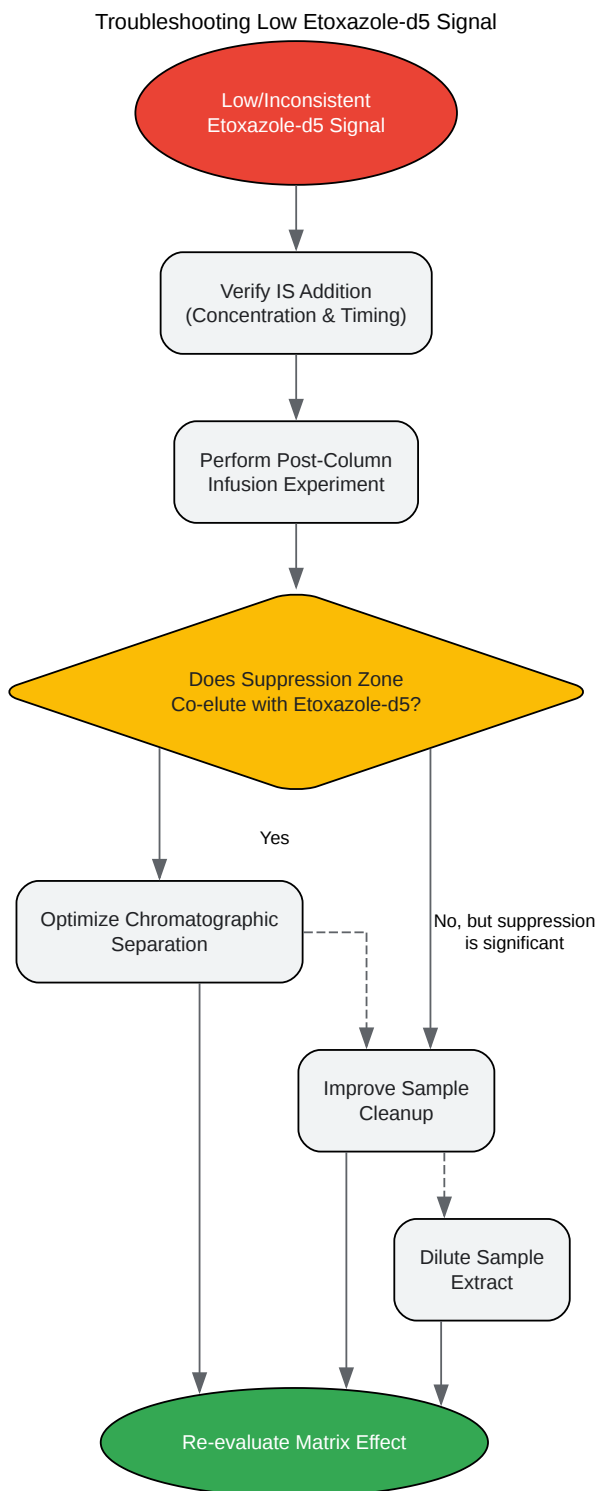 Troubleshooting Low Etoxazole-d5 Signal
Low/Inconsistent
Etoxazole-d5 Signal
Verify IS Addition
(Concentration & Timing)
Perform Post-Column
Infusion Experiment
Does Suppression Zone
Co-elute with Etoxazole-d5?
Yes
Optimize Chromatographic
Separation
No, but suppression
is significant
Improve Sample
Cleanup
Dilute Sample
Extract
Re-evaluate Matrix Effect